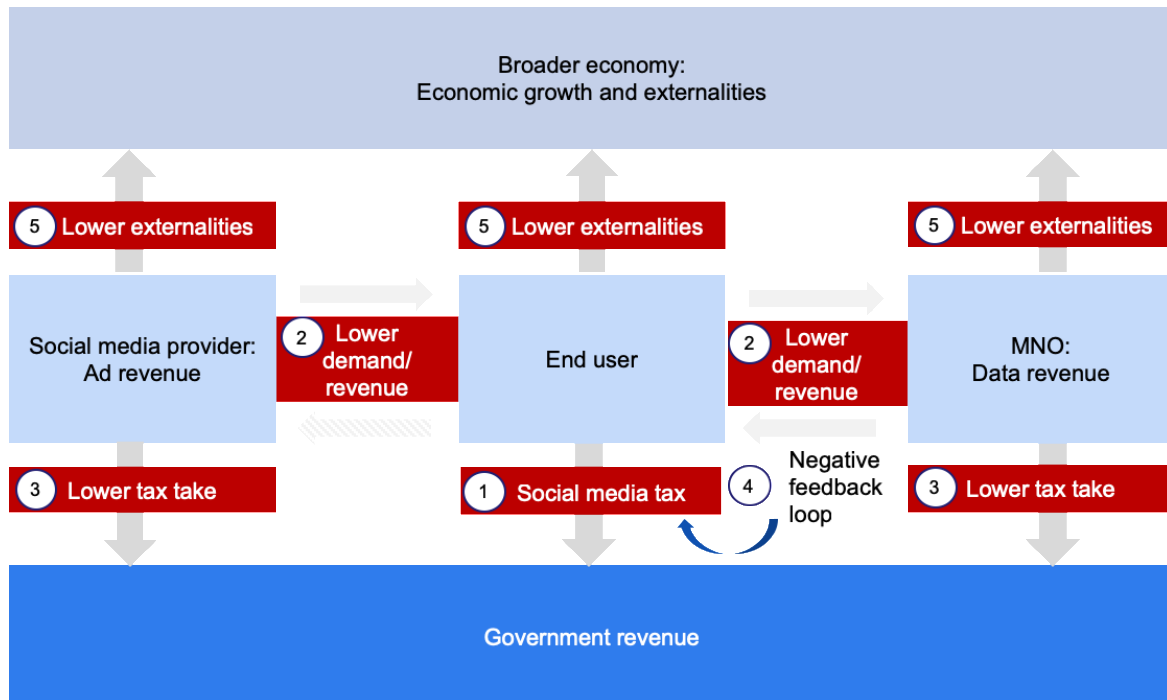 Broader economy:
Economic growth and externalities
5 Lower externalities
5 Lower externalities
5 Lower externalities
Social media provider:
Ad revenue
2 Lower
demand/
revenue
End user
2 Lower
demand/
revenue
MNO:
Data revenue
3 Lower tax take
1 Social media tax
4 Negative
feedback
loop
3 Lower tax take
Government revenue